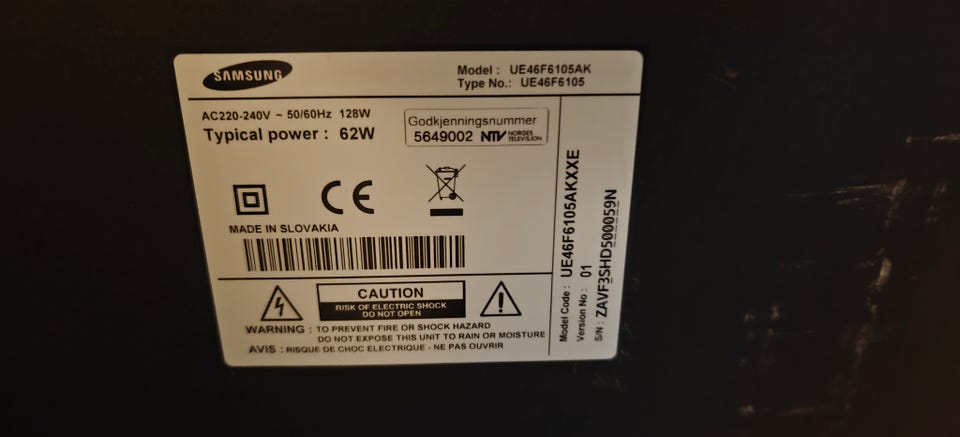 SAMSUNG
Model : UE46F6105AK
Type No.: UE46F6105
AC220-240V ~ 50/60Hz 128W
Typical power : 62W
Godkjenningsnummer
5649002 NTV NORGES TELEVISJON
CE
MADE IN SLOVAKIA
CAUTION
RISK OF ELECTRIC SHOCK
DO NOT OPEN
WARNING : TO PREVENT FIRE OR SHOCK HAZARD
DO NOT EXPOSE THIS UNIT TO RAIN OR MOISTURE
AVIS : RISQUE DE CHOC ELECTRIQUE - NE PAS OUVRIR
Model Code : UE46F6105AKXXE
Version No : 01
S/N : ZAVF3SHD500059N